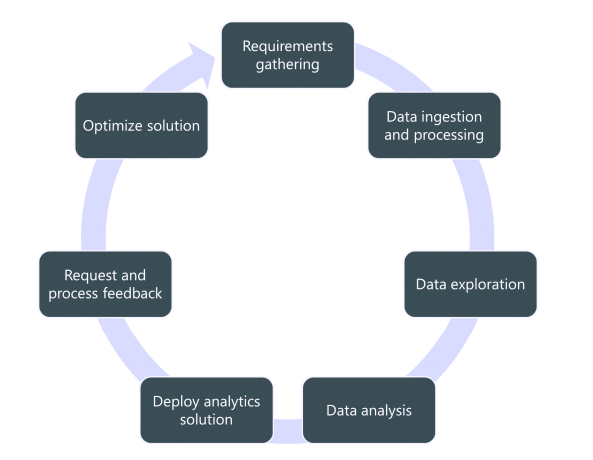 Requirements
gathering
Data ingestion
and processing
Data exploration
Data analysis
Deploy analytics
solution
Request and
process feedback
Optimize solution